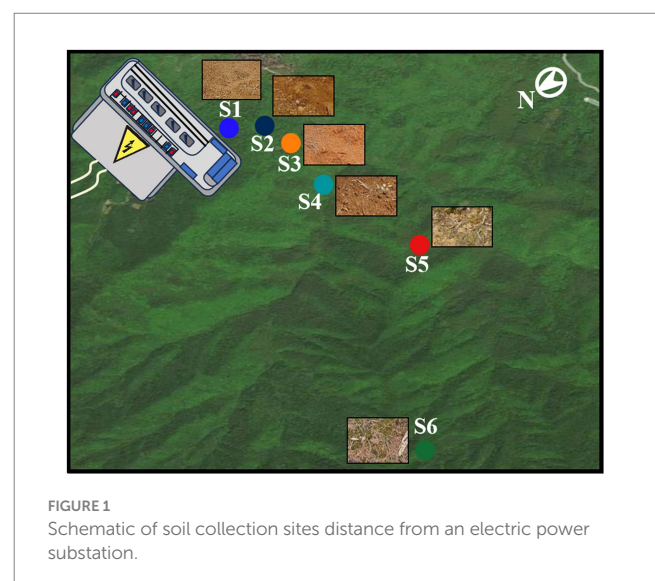 S1
S2
S3
S4
S5
S6
N
FIGURE 1
Schematic of soil collection sites distance from an electric power
substation.